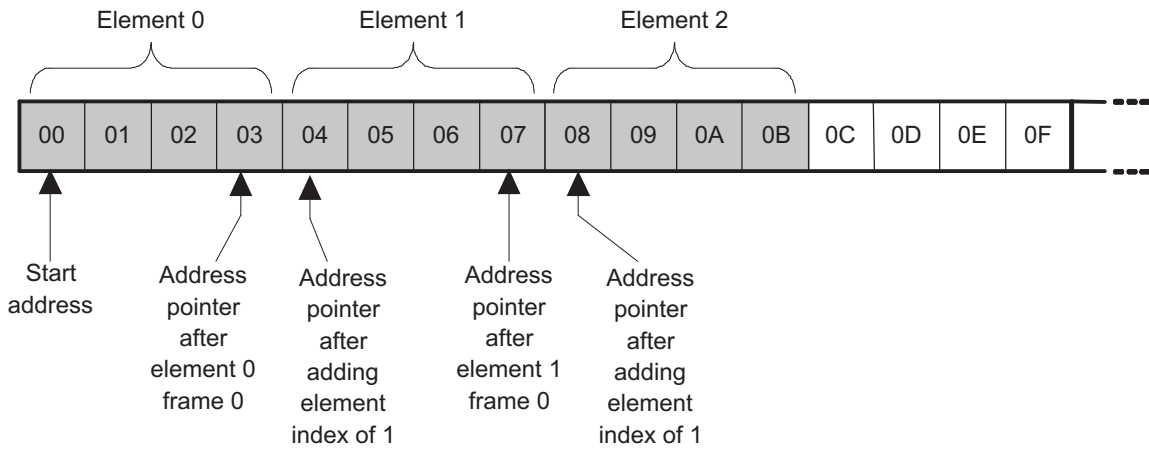 Element 0 Element 1 Element 2
00 01 02 03 04 05 06 07 08 09 0A 0B 0C 0D 0E 0F
Start
address
Address
pointer
after
element 0
frame 0
Address
pointer
after
adding
element
index of 1
Address
pointer
after
element 1
frame 0
Address
pointer
after
adding
element
index of 1